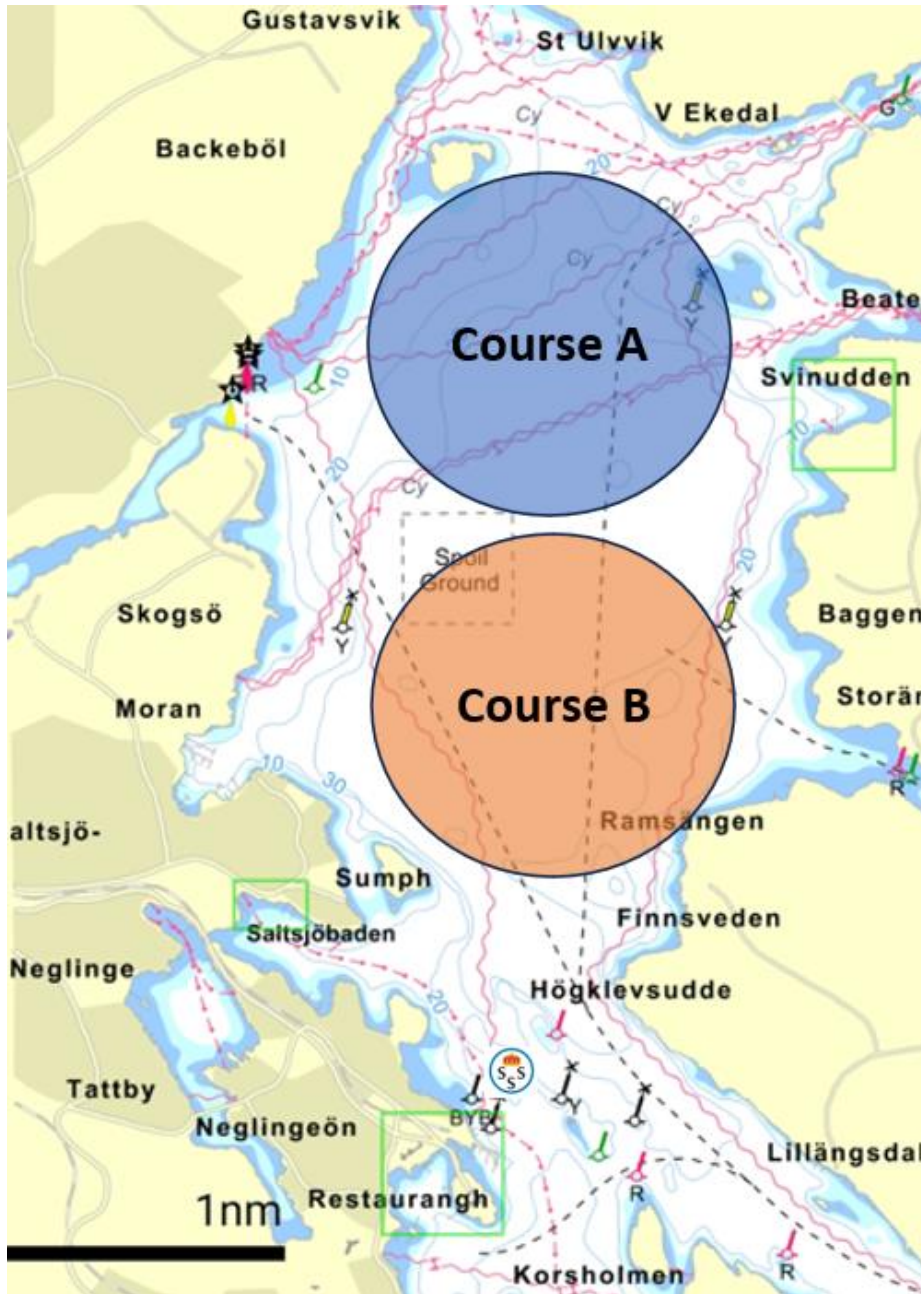 Gustavsvik
St Ulvvik
V Ekedal
G
Cy
Backeböl
20
Cy
Cy
Beate
Y
Course A
Svinudden
R
10
10
20
Cy
Spoil
Ground
20
Skogsö
Baggen
Y
Y
Moran
Course B
Storän
10
30
R
Ramsängen
altsjö-
Sumph
Finnsveden
Saltsjöbaden
Neglinge
Högklevsudde
20
S S S
Tattby
BYB
Y
Neglingeön
Lillängsdal
Restaurangh
R
1nm
Korsholmen
R